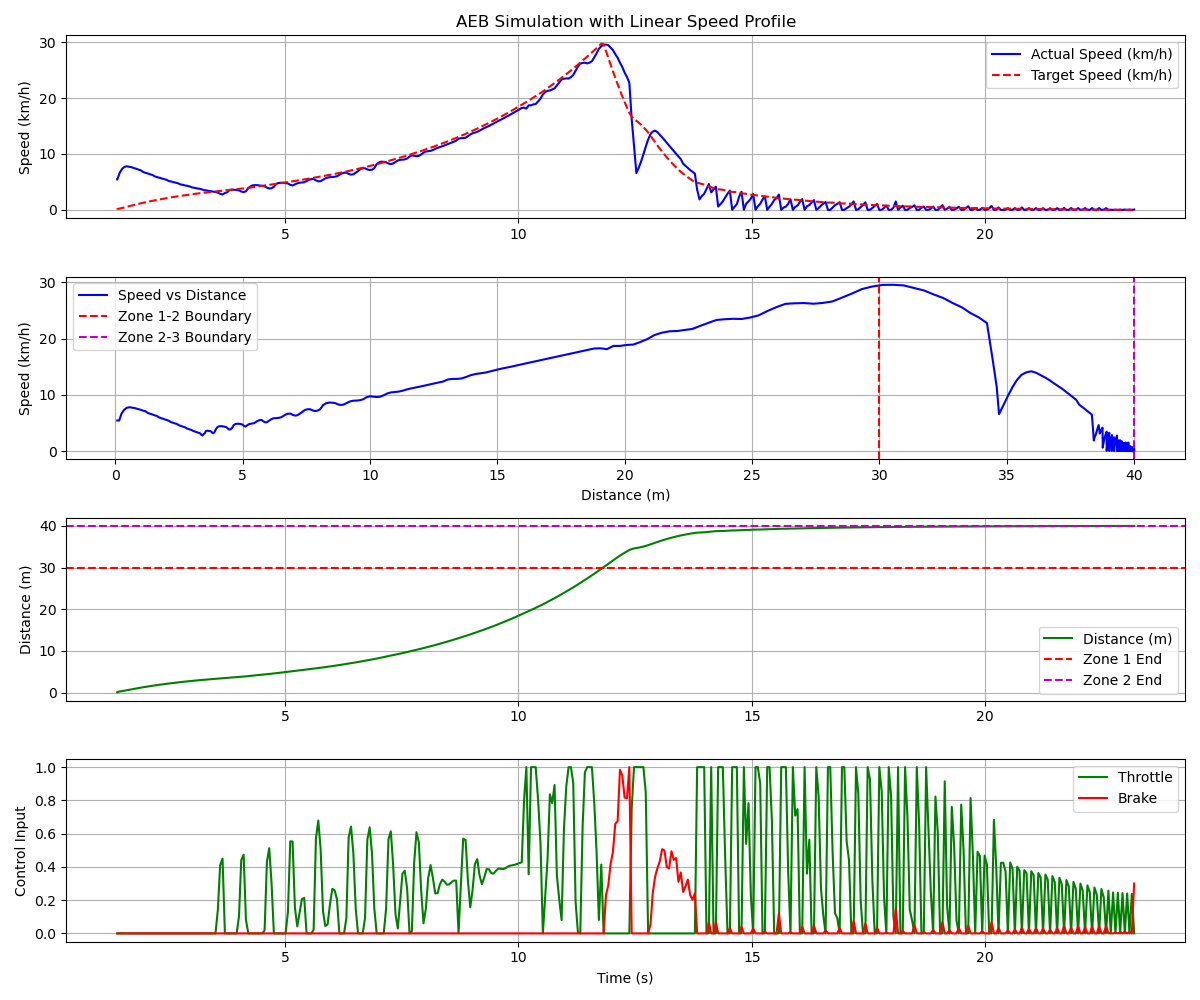 AEB Simulation with Linear Speed Profile
30
20
10
0
Speed (km/h)
Actual Speed (km/h)
Target Speed (km/h)
5
10
15
20
30
20
10
0
Speed (km/h)
Speed vs Distance
Zone 1-2 Boundary
Zone 2-3 Boundary
0
5
10
15
20
25
30
35
40
Distance (m)
40
30
20
10
0
Distance (m)
Distance (m)
Zone 1 End
Zone 2 End
5
10
15
20
1.0
0.8
0.6
0.4
0.2
0.0
Control Input
Throttle
Brake
5
10
15
20
Time (s)